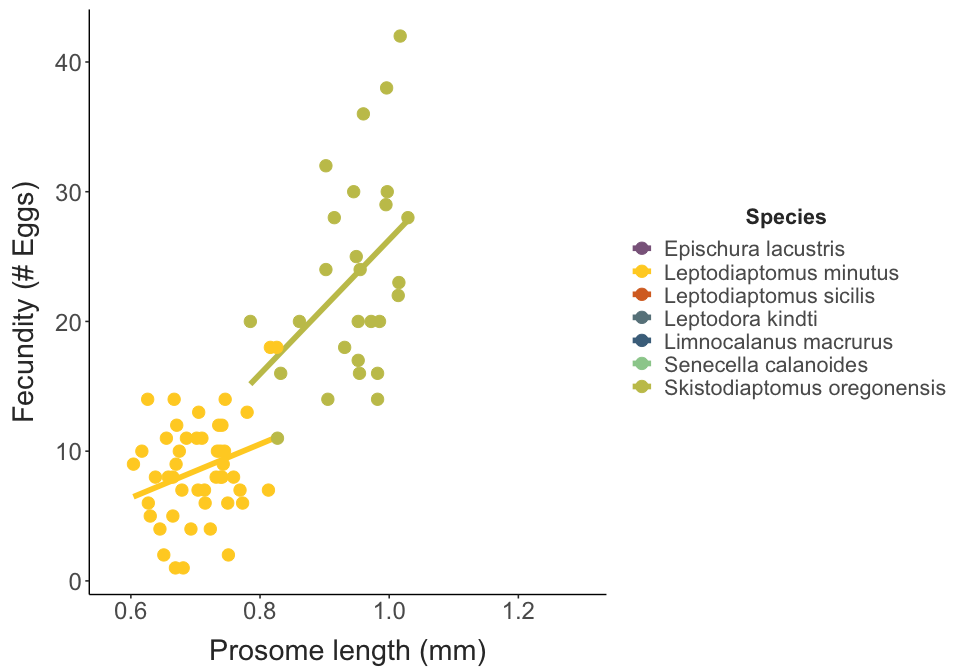 Fecundity (# Eggs)
40
30
20
10
0
0.6 0.8 1.0 1.2
Prosome length (mm)
Species
Epischura lacustris
Leptodiaptomus minutus
Leptodiaptomus sicilis
Leptodora kindti
Limnocalanus macrurus
Senecella calanoides
Skistodiaptomus oregonensis